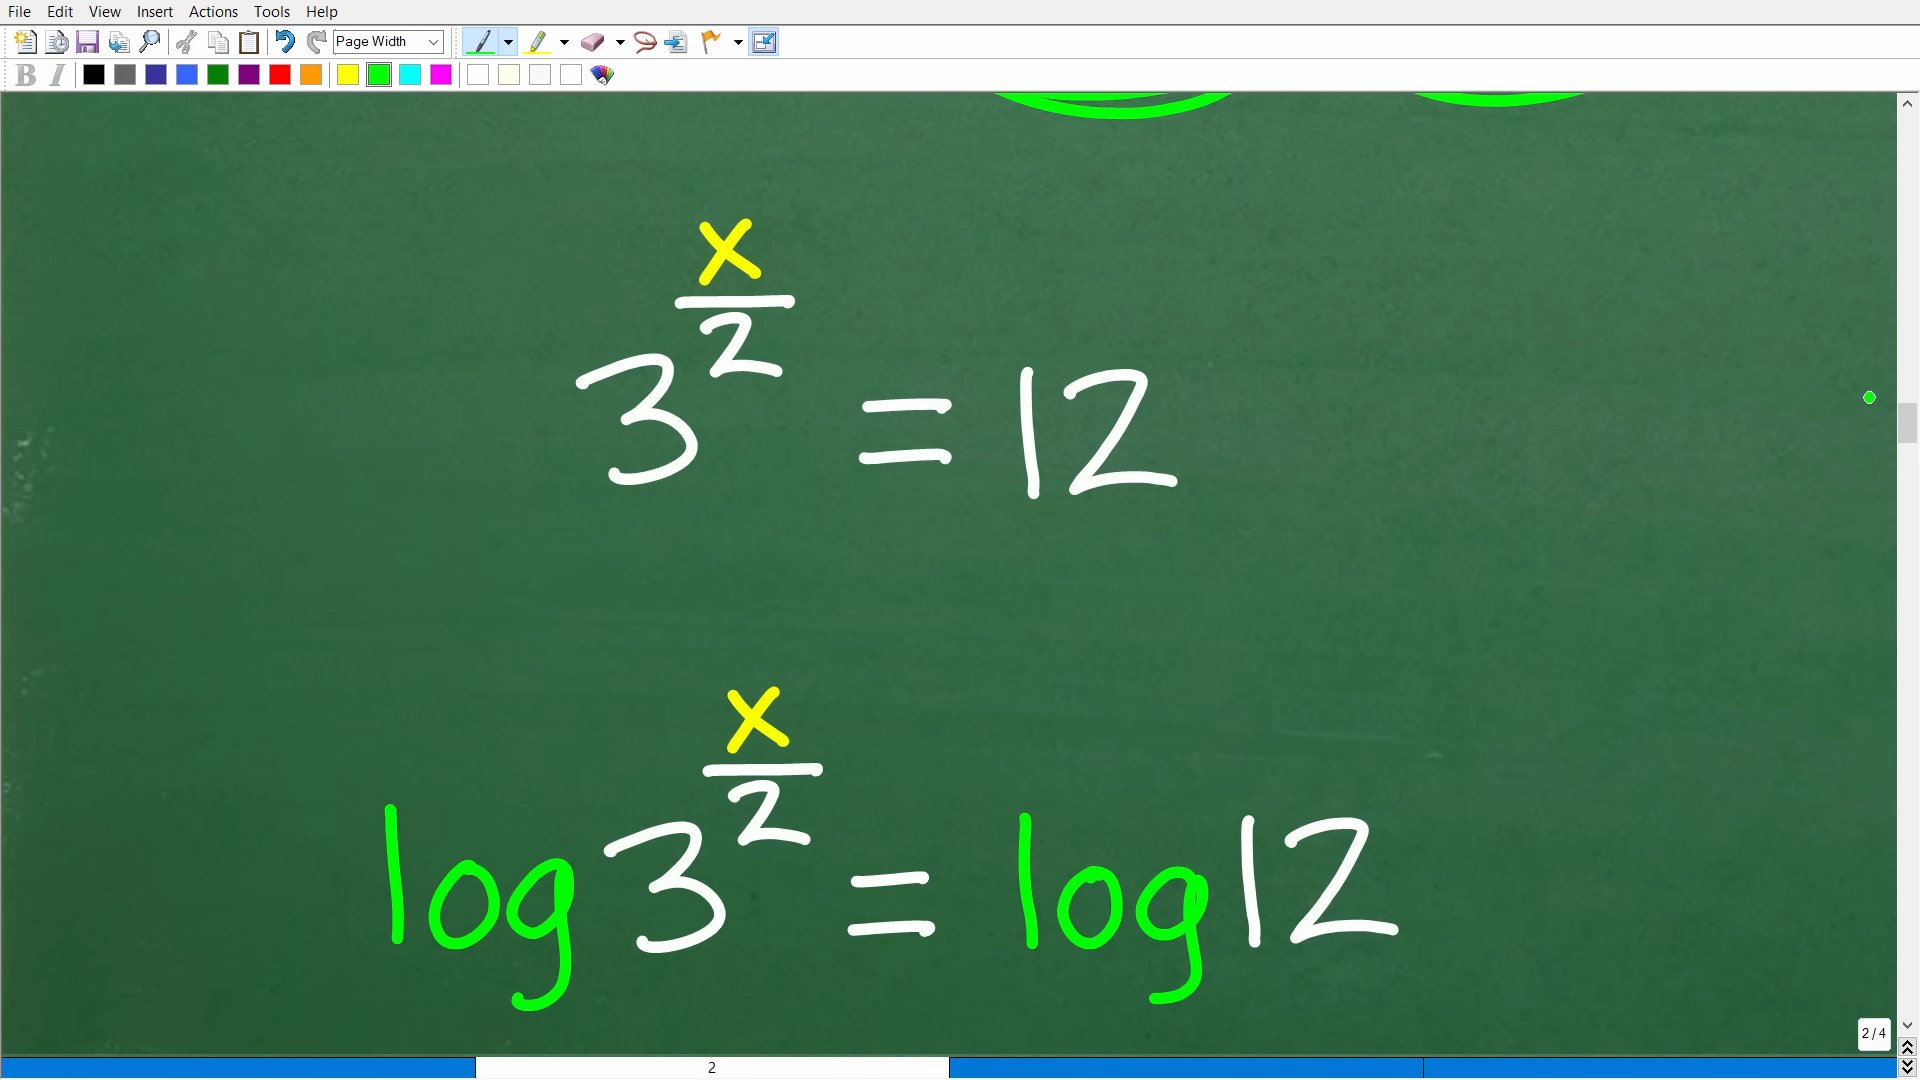 File Edit View Insert Actions Tools Help
Page Width
B I
x
2
3 = 12
x
2
log 3 = log 12
2 / 4
2